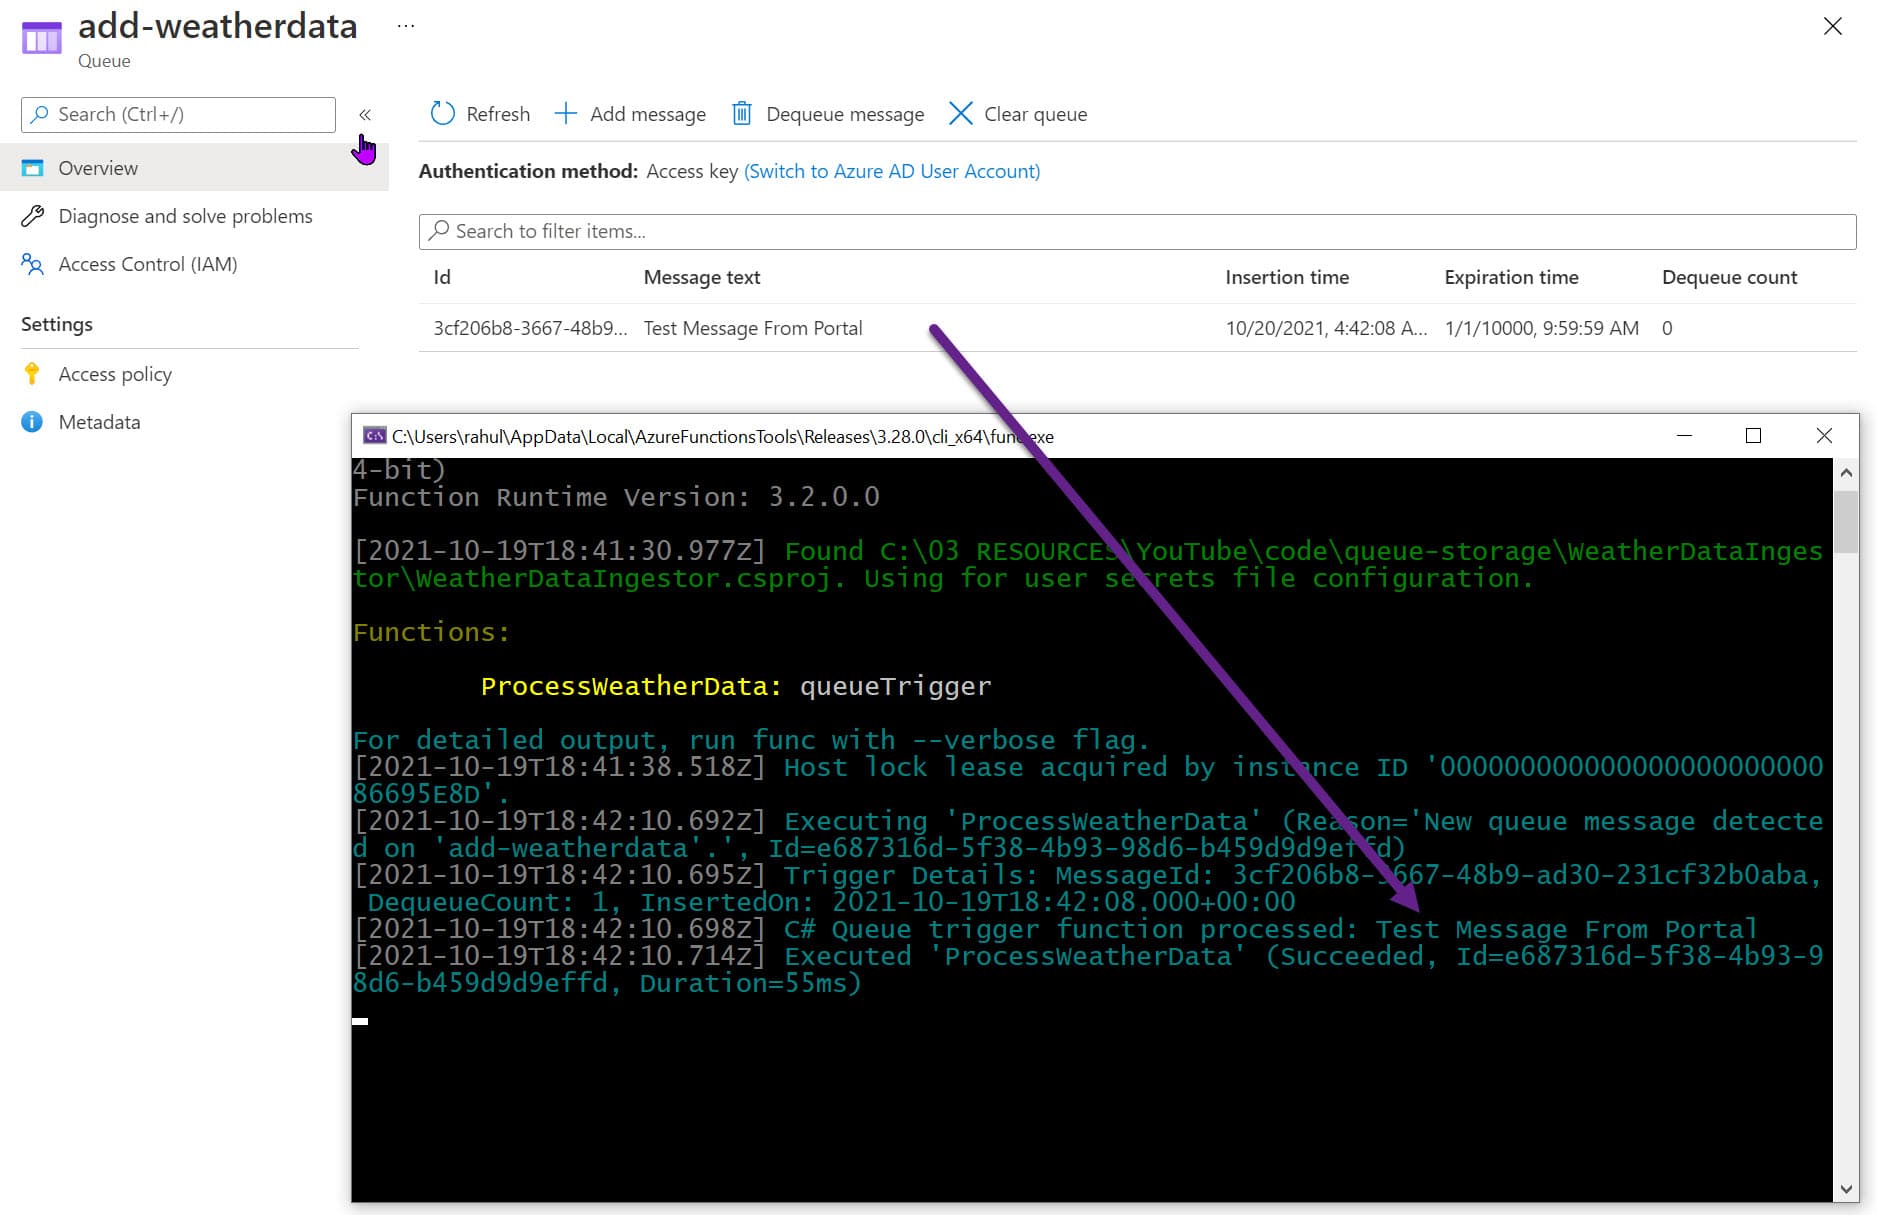 add-weatherdata ...
Queue
Search (Ctrl+/)
«
Overview
Diagnose and solve problems
Access Control (IAM)
Settings
Access policy
Metadata
Refresh
Add message
Dequeue message
Clear queue
Authentication method: Access key (Switch to Azure AD User Account)
Search to filter items...
Id Message text Insertion time Expiration time Dequeue count
3cf206b8-3667-48b9... Test Message From Portal 10/20/2021, 4:42:08 A... 1/1/10000, 9:59:59 AM 0
C:\Users\rahul\AppData\Local\AzureFunctionsTools\Releases\3.28.0\cli_x64\func.exe
4-bit)
Function Runtime Version: 3.2.0.0
[2021-10-19T18:41:30.977Z] Found C:\03 RESOURCES\YouTube\code\queue-storage\WeatherDataInges
tor\WeatherDataIngestor.csproj. Using for user secrets file configuration.
Functions:
ProcessWeatherData: queueTrigger
For detailed output, run func with --verbose flag.
[2021-10-19T18:41:38.518Z] Host lock lease acquired by instance ID '000000000000000000000000
86695E8D'.
[2021-10-19T18:42:10.692Z] Executing 'ProcessWeatherData' (Reason='New queue message detecte
d on 'add-weatherdata'.', Id=e687316d-5f38-4b93-98d6-b459d9d9effd)
[2021-10-19T18:42:10.695Z] Trigger Details: MessageId: 3cf206b8-3667-48b9-ad30-231cf32b0aba,
DequeueCount: 1, InsertedOn: 2021-10-19T18:42:08.000+00:00
[2021-10-19T18:42:10.698Z] C# Queue trigger function processed: Test Message From Portal
[2021-10-19T18:42:10.714Z] Executed 'ProcessWeatherData' (Succeeded, Id=e687316d-5f38-4b93-9
8d6-b459d9d9effd, Duration=55ms)